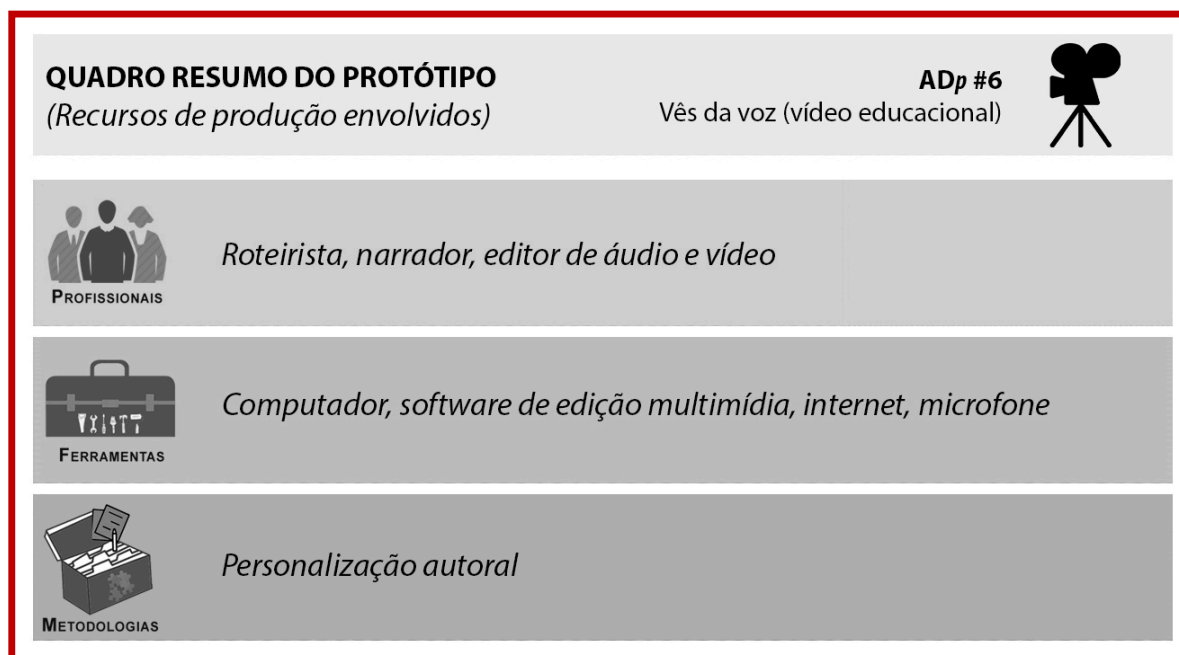 QUADRO RESUMO DO PROTÓTIPO
(Recursos de produção envolvidos)
ADp #6
Vês da voz (vídeo educacional)
PROFISSIONAIS
Roteirista, narrador, editor de áudio e vídeo
FERRAMENTAS
Computador, software de edição multimídia, internet, microfone
METODOLOGIAS
Personalização autoral